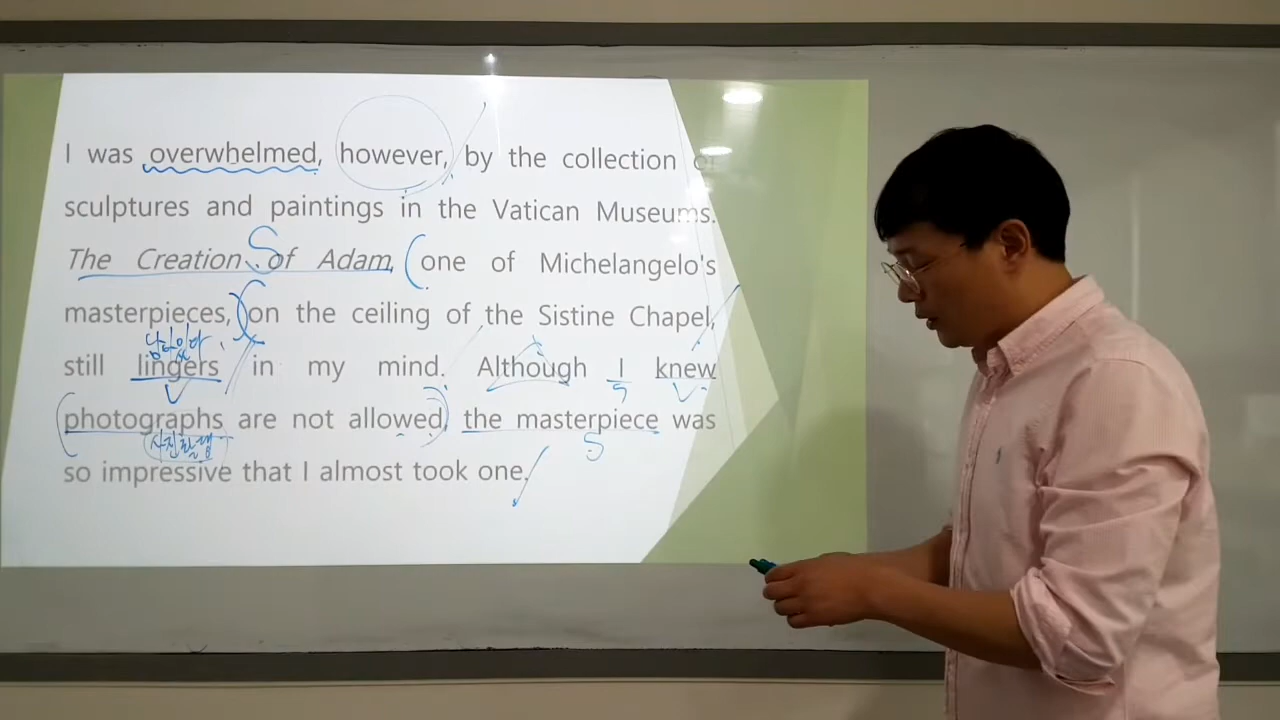 I was overwhelmed, however, by the collection of
sculptures and paintings in the Vatican Museums.
S
The Creation of Adam, one of Michelangelo's
masterpieces, on the ceiling of the Sistine Chapel,
남아있다
still lingers in my mind. Although I knew
V S V
photographs are not allowed, the masterpiece was
사진촬영 S
so impressive that I almost took one.